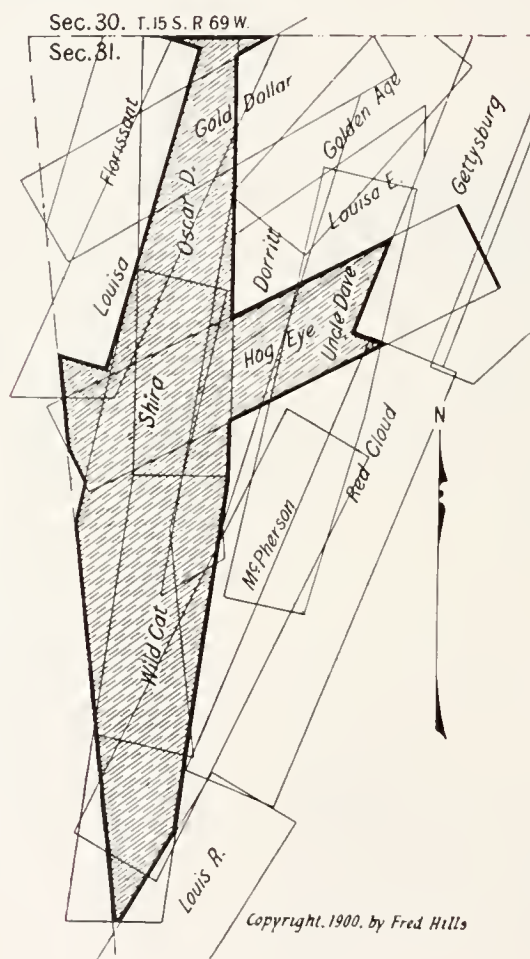 Sec.30. T.15 S. R 69 W.
Sec.31.
Florissant
Gold Dollar
Golden Age
Gettysburg
Oscar D.
Louisa E.
Louisa
Dorritt
Uncle Dave
Hog Eye
Shira
N
Red Cloud
McPherson
Wild Cat
Louis R.
Copyright, 1900, by Fred Hills